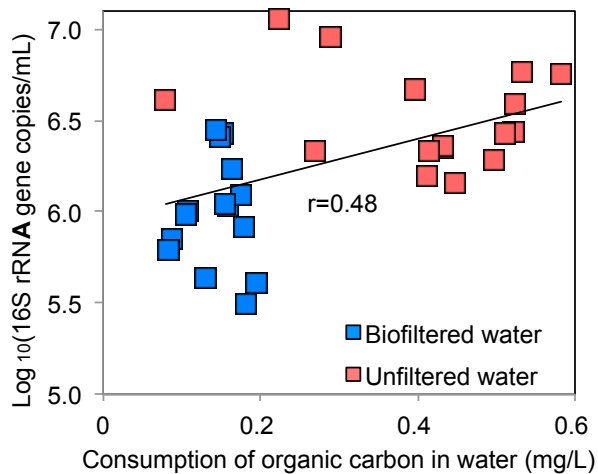 Log₁₀(16S rRNA gene copies/mL)
7.0
6.5
6.0
5.5
5.0
r=0.48
Biofiltered water
Unfiltered water
0
0.2
0.4
0.6
Consumption of organic carbon in water (mg/L)